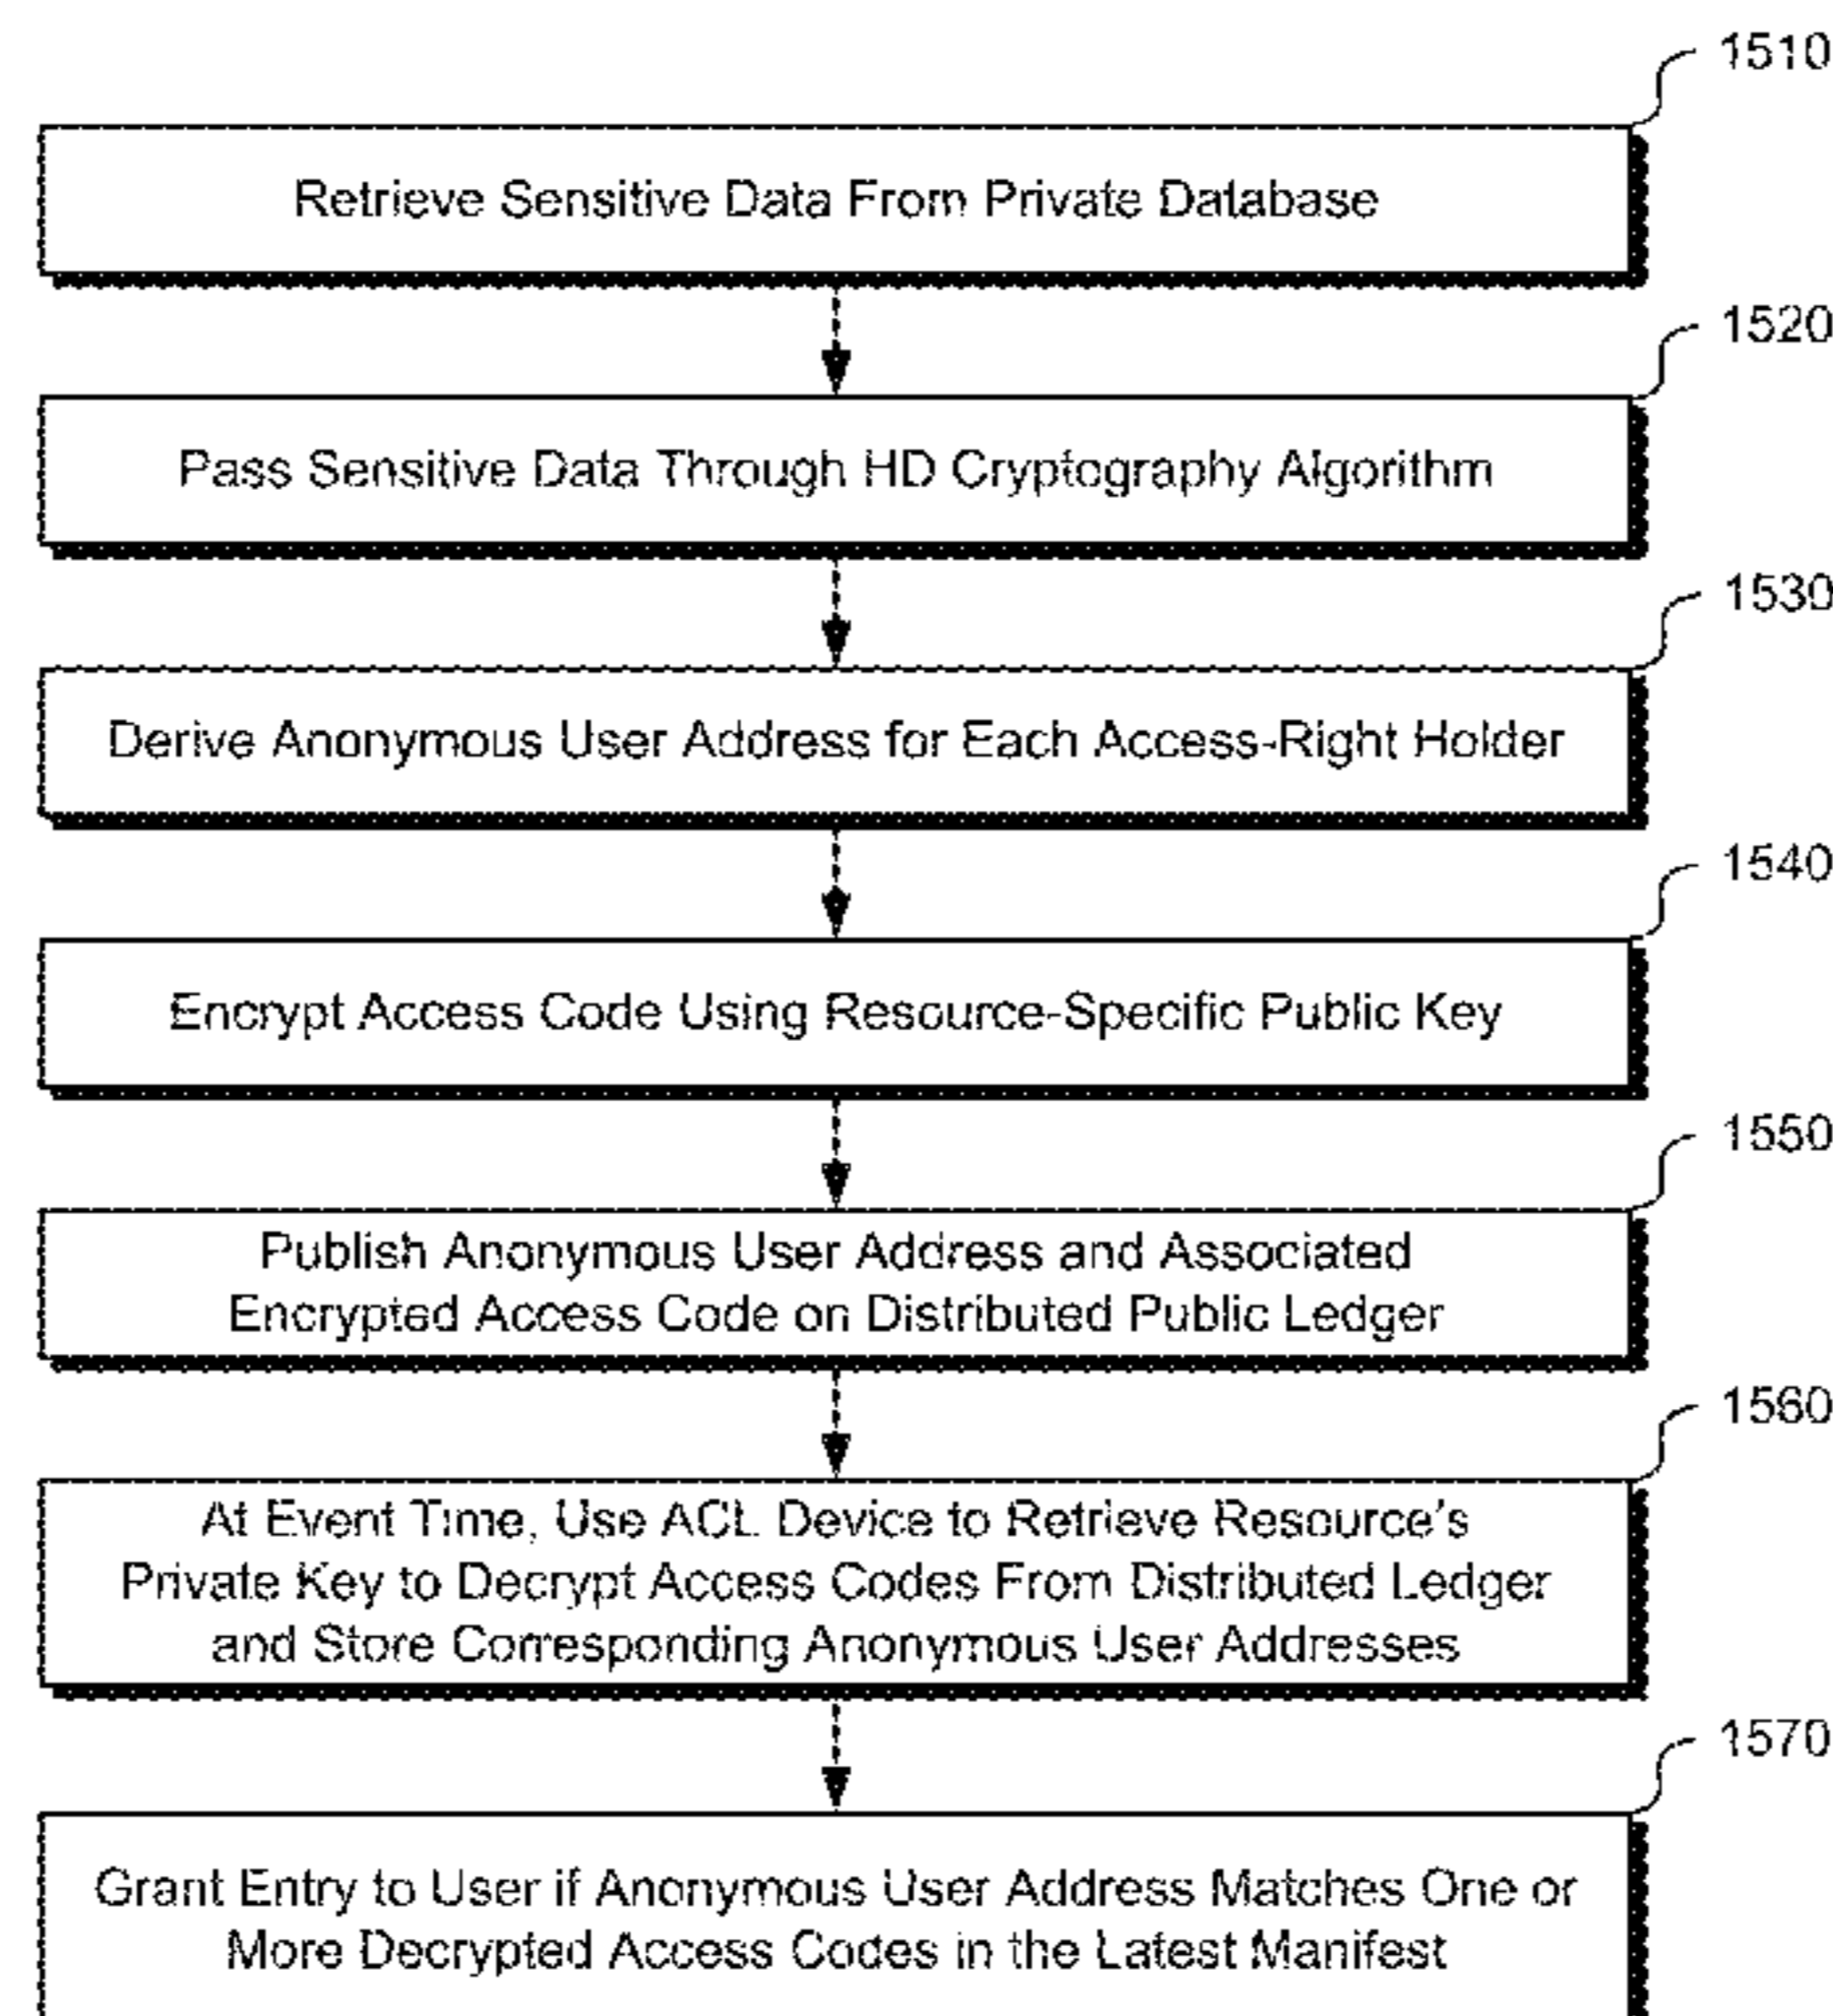 1510
Retrieve Sensitive Data From Private Database
1520
Pass Sensitive Data Through HD Cryptography Algorithm
1530
Derive Anonymous User Address for Each Access-Right Holder
1540
Encrypt Access Code Using Resource-Specific Public Key
1550
Publish Anonymous User Address and Associated
Encrypted Access Code on Distributed Public Ledger
1560
At Event Time, Use ACL Device to Retrieve Resource's
Private Key to Decrypt Access Codes From Distributed Ledger
and Store Corresponding Anonymous User Addresses
1570
Grant Entry to User if Anonymous User Address Matches One or
More Decrypted Access Codes in the Latest Manifest